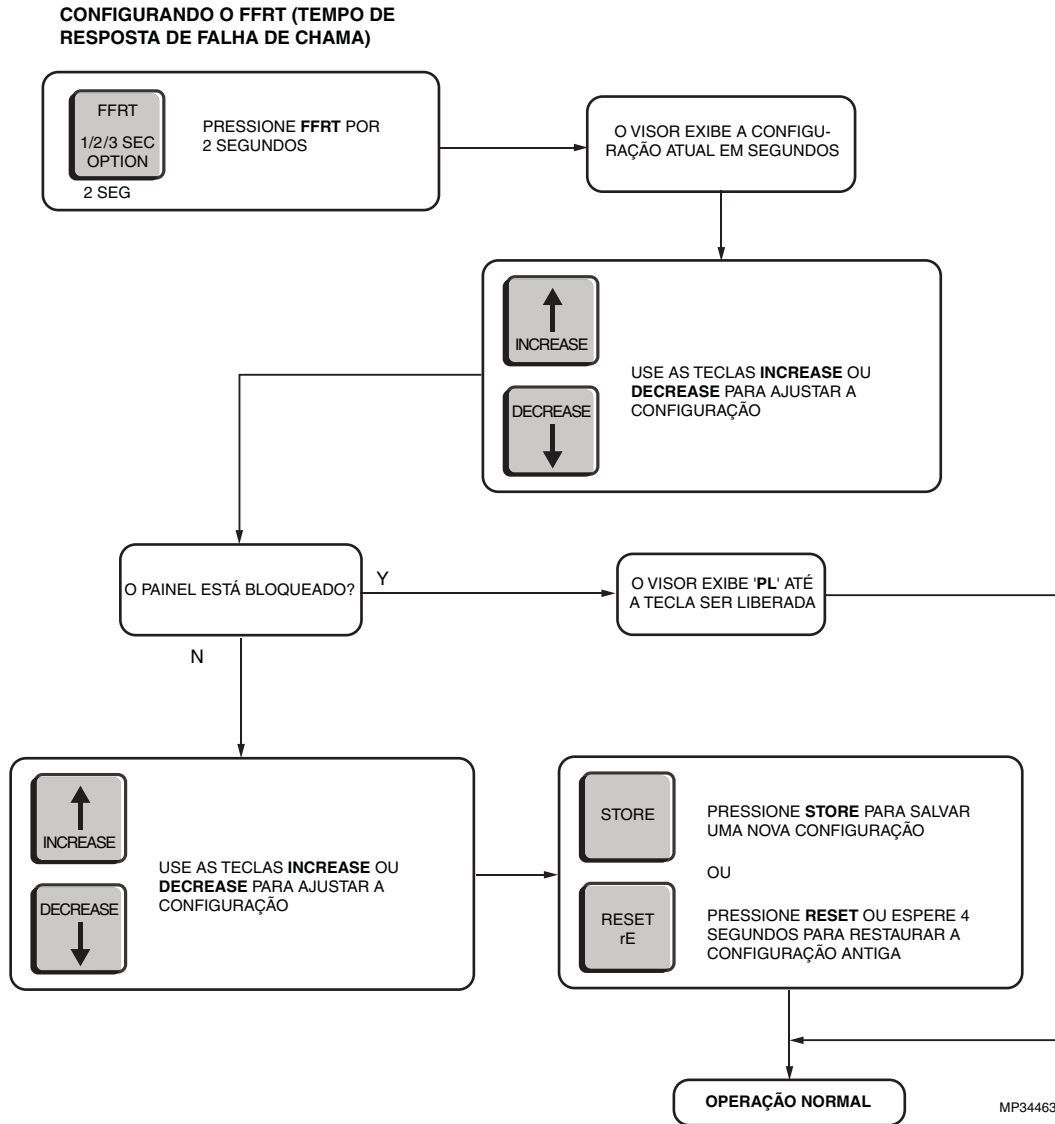 CONFIGURANDO O FFRT (TEMPO DE
RESPOSTA DE FALHA DE CHAMA)
FFRT
1/2/3 SEC
OPTION
2 SEG
PRESSIONE FFRT POR
2 SEGUNDOS
O VISOR EXIBE A CONFIGU-
RAÇÃO ATUAL EM SEGUNDOS
INCREASE
DECREASE
USE AS TECLAS INCREASE OU
DECREASE PARA AJUSTAR A
CONFIGURAÇÃO
O PAINEL ESTÁ BLOQUEADO?
Y
N
O VISOR EXIBE 'PL' ATÉ
A TECLA SER LIBERADA
INCREASE
DECREASE
USE AS TECLAS INCREASE OU
DECREASE PARA AJUSTAR A
CONFIGURAÇÃO
STORE
PRESSIONE STORE PARA SALVAR
UMA NOVA CONFIGURAÇÃO
OU
RESET
rE
PRESSIONE RESET OU ESPERE 4
SEGUNDOS PARA RESTAURAR A
CONFIGURAÇÃO ANTIGA
OPERAÇÃO NORMAL
MP34463